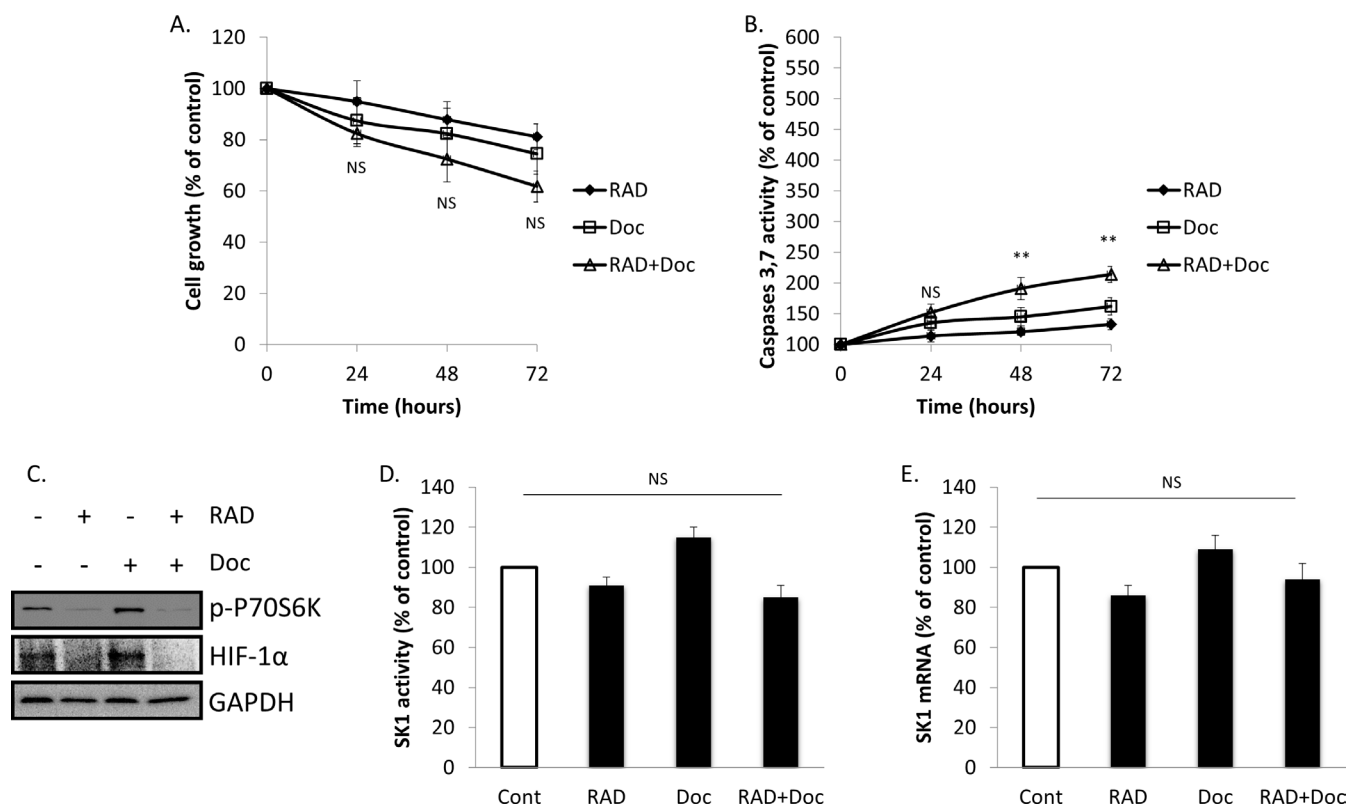 A.
120
100
80
60
40
20
0
Cell growth (% of control)
NS
NS
NS
0 24 48 72
Time (hours)
RAD
Doc
RAD+Doc
B.
600
550
500
450
400
350
300
250
200
150
100
Caspases 3,7 activity (% of control)
NS
**
**
0 24 48 72
Time (hours)
RAD
Doc
RAD+Doc
C.
- + - + RAD
- - + + Doc
p-P70S6K
HIF-1α
GAPDH
D.
140
120
100
80
60
40
20
0
SK1 activity (% of control)
NS
Cont RAD Doc RAD+Doc
E.
140
120
100
80
60
40
20
0
SK1 mRNA (% of control)
NS
Cont RAD Doc RAD+Doc